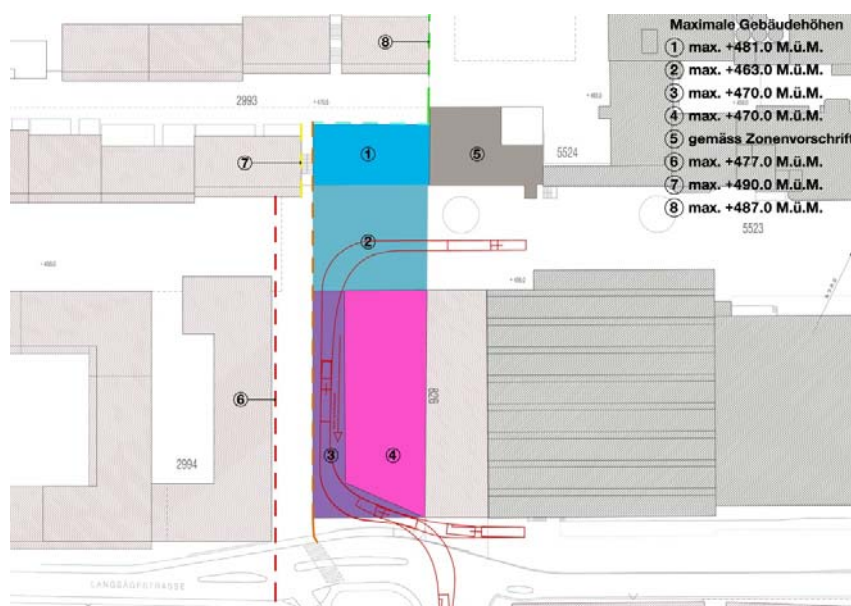 Maximale Gebäudehöhen
① max. +481.0 M.ü.M.
② max. +463.0 M.ü.M.
③ max. +470.0 M.ü.M.
④ max. +470.0 M.ü.M.
⑤ gemäss Zonenvorschrift
⑥ max. +477.0 M.ü.M.
⑦ max. +490.0 M.ü.M.
⑧ max. +487.0 M.ü.M.
⑧
2993
①
⑤
5524
⑦
②
5523
⑥
928
2994
③
④
LANGSÄGESTRASSE